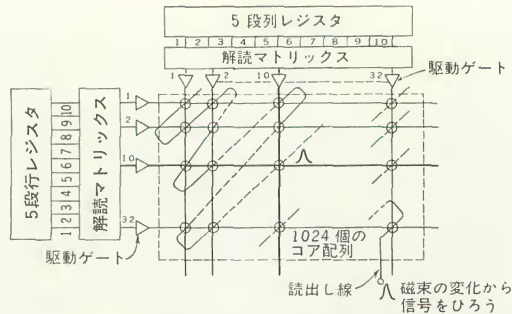 5段列レジスタ
1 2 3 4 5 6 7 8 9 10
解読マトリックス
1 2 10 32
駆動ゲート
5段行レジスタ
1 2 3 4 5 6 7 8 9 10
解読マトリックス
1
2
10
32
駆動ゲート
1024個の
コア配列
読出し線
磁束の変化から
信号をひろう